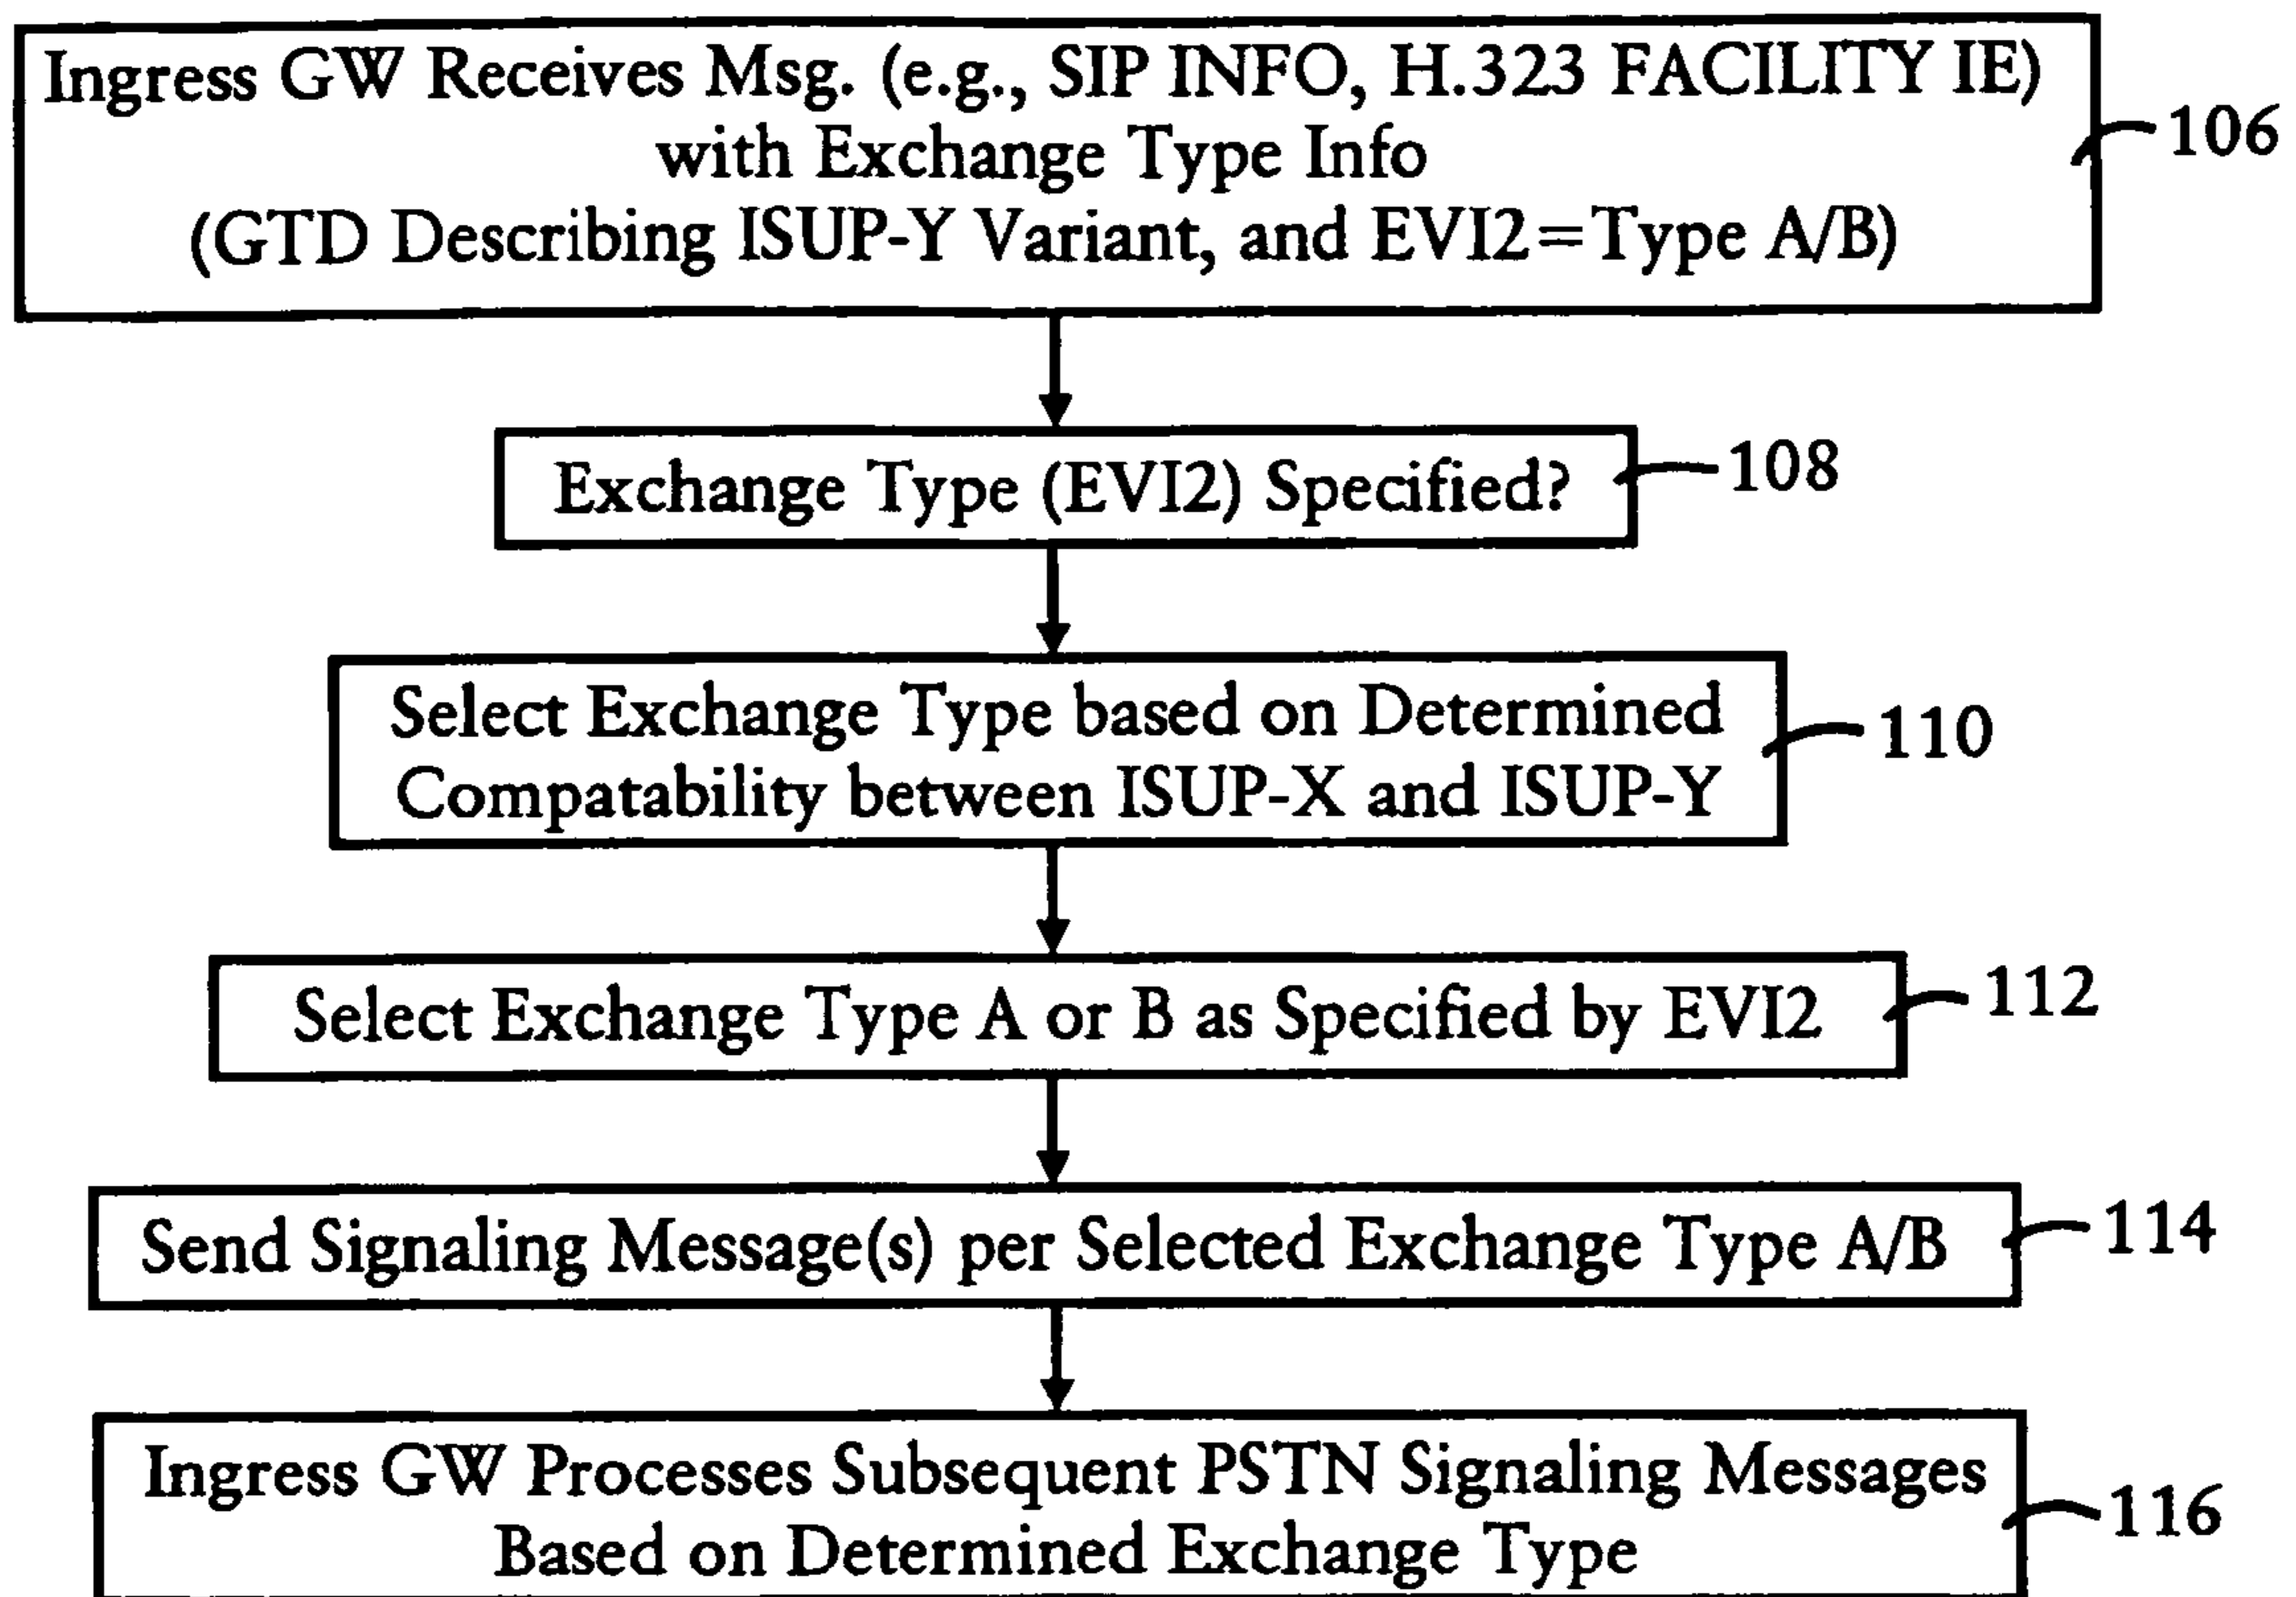 Ingress GW Receives Msg. (e.g., SIP INFO, H.323 FACILITY IE)
with Exchange Type Info
(GTD Describing ISUP-Y Variant, and EVI2=Type A/B)
106
Exchange Type (EVI2) Specified?
108
Select Exchange Type based on Determined
Compatability between ISUP-X and ISUP-Y
110
Select Exchange Type A or B as Specified by EVI2
112
Send Signaling Message(s) per Selected Exchange Type A/B
114
Ingress GW Processes Subsequent PSTN Signaling Messages
Based on Determined Exchange Type
116